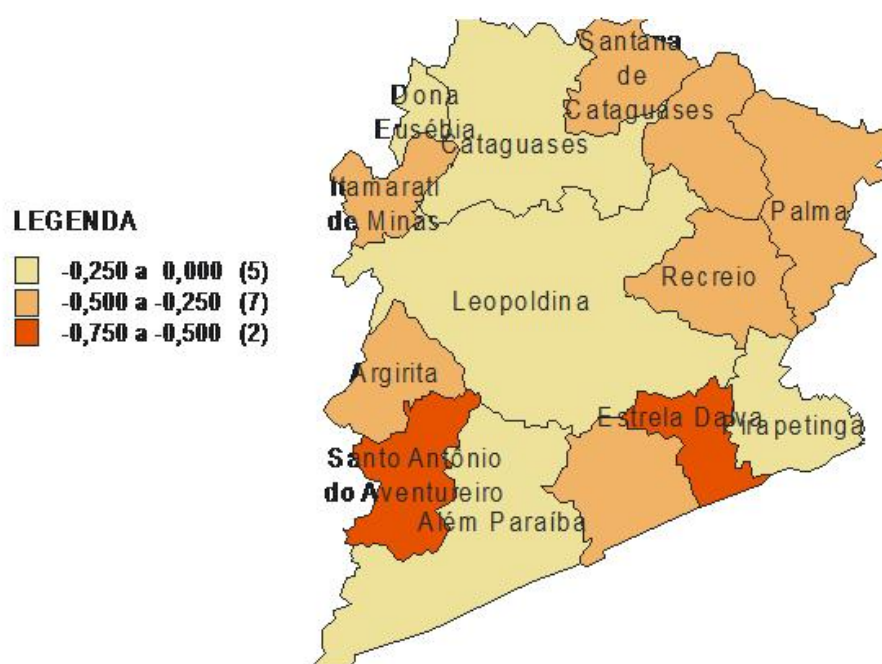 Santana
de
Cataguáses
Dona
Eusébia
Cataguases
Itamarati
de Minas
Palma
LEGENDA
-0,250 a 0,000 (5)
-0,500 a -0,250 (7)
-0,750 a -0,500 (2)
Recreio
Leopoldina
Argirita
Estrela Dalva
Pirapetinga
Santo Antônio
do Aventureiro
Além Paraíba